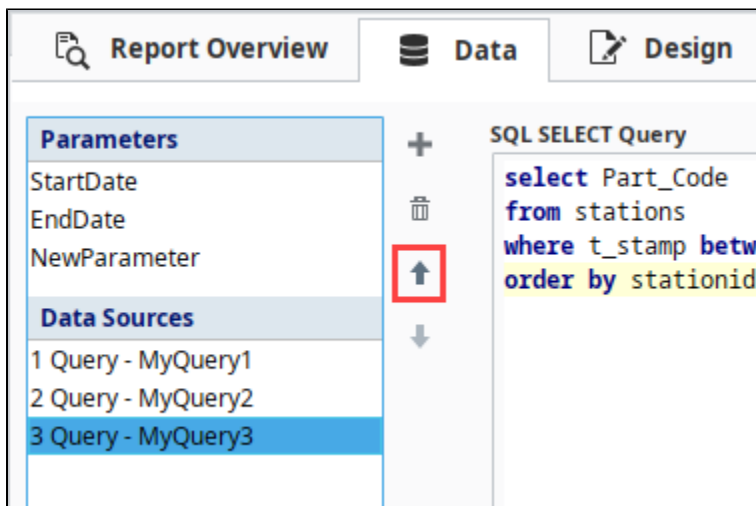 Report Overview
Data
Design
Parameters
StartDate
EndDate
NewParameter
Data Sources
1 Query - MyQuery1
2 Query - MyQuery2
3 Query - MyQuery3
SQL SELECT Query
select Part_Code
from stations
where t_stamp betw
order by stationid